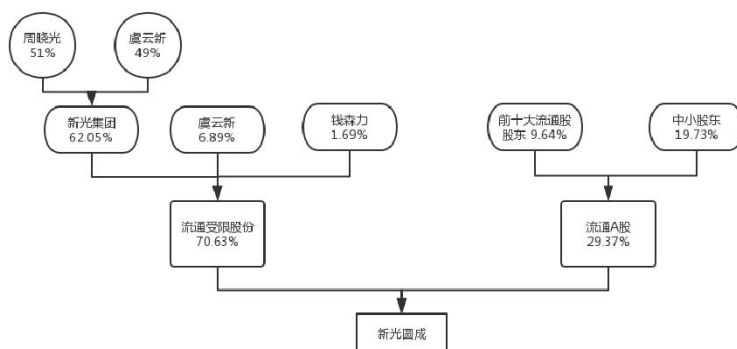 周晓光
51%
虞云新
49%
新光集团
62.05%
虞云新
6.89%
钱森力
1.69%
前十大流通股
股东 9.64%
中小股东
19.73%
流通受限股份
70.63%
流通A股
29.37%
新光圆成